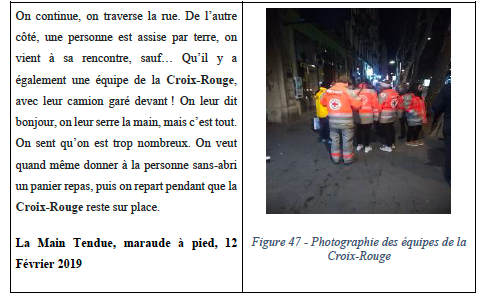 On continue, on traverse la rue. De l'autre
côté, une personne est assise par terre, on
vient à sa rencontre, sauf… Qu'il y a
également une équipe de la Croix-Rouge,
avec leur camion garé devant ! On leur dit
bonjour, on leur serre la main, mais c'est tout.
On sent qu'on est trop nombreux. On veut
quand même donner à la personne sans-abri
un panier repas, puis on repart pendant que la
Croix-Rouge reste sur place.
La Main Tendue, maraude à pied, 12
Février 2019
Figure 47 - Photographie des équipes de la
Croix-Rouge